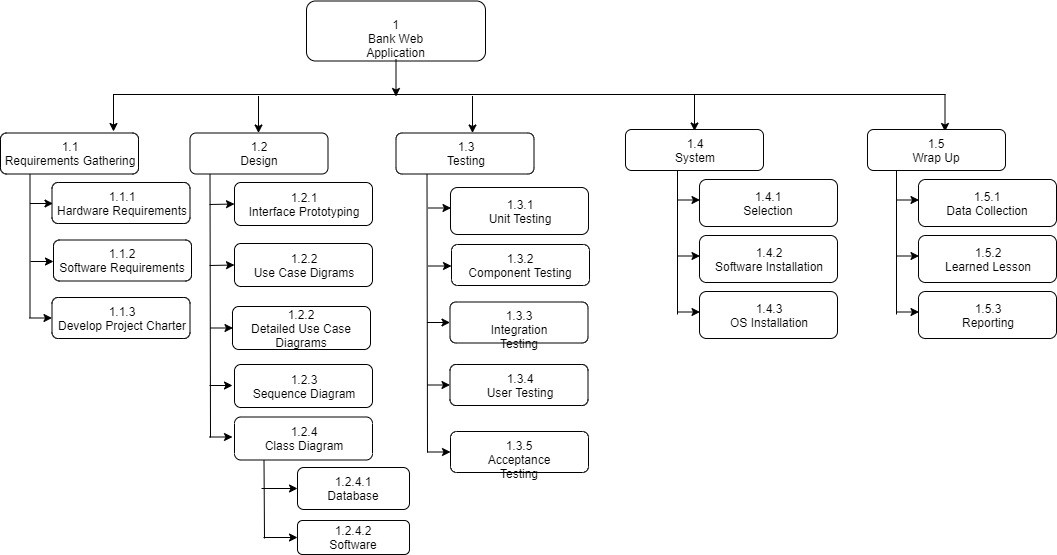 1
Bank Web
Application
1.1
Requirements Gathering
1.1.1
Hardware Requirements
1.1.2
Software Requirements
1.1.3
Develop Project Charter
1.2
Design
1.2.1
Interface Prototyping
1.2.2
Use Case Digrams
1.2.2
Detailed Use Case
Diagrams
1.2.3
Sequence Diagram
1.2.4
Class Diagram
1.2.4.1
Database
1.2.4.2
Software
1.3
Testing
1.3.1
Unit Testing
1.3.2
Component Testing
1.3.3
Integration
Testing
1.3.4
User Testing
1.3.5
Acceptance
Testing
1.4
System
1.4.1
Selection
1.4.2
Software Installation
1.4.3
OS Installation
1.5
Wrap Up
1.5.1
Data Collection
1.5.2
Learned Lesson
1.5.3
Reporting